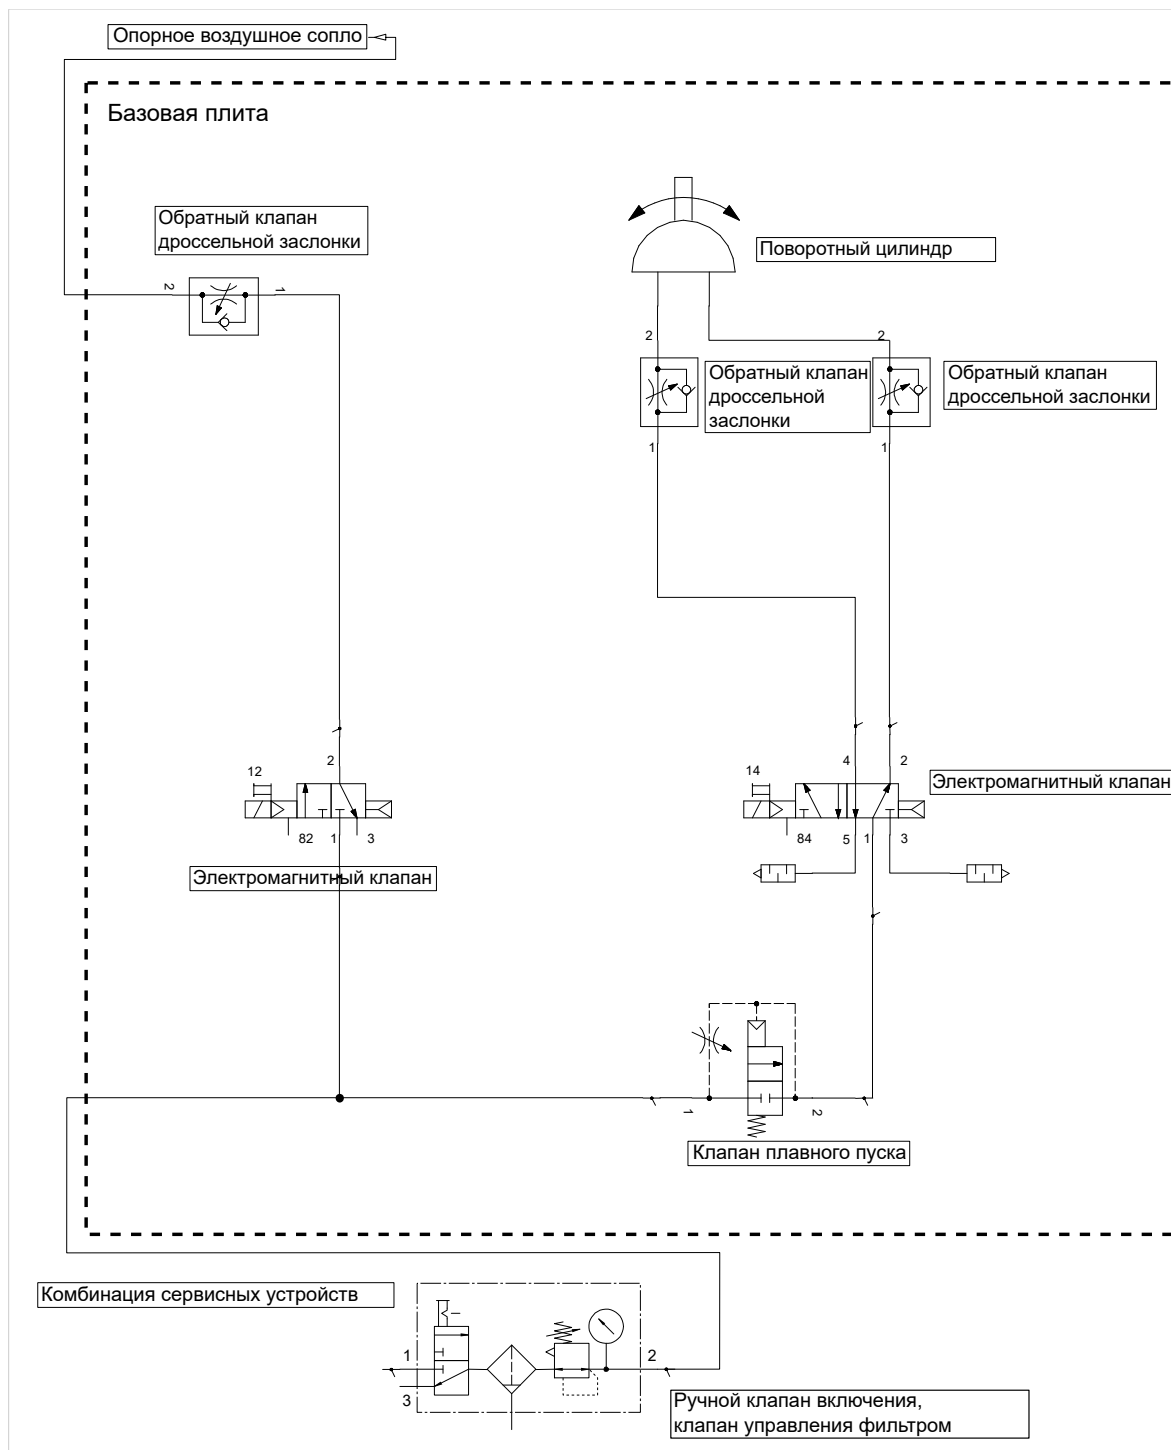 Опорное воздушное сопло
Базовая плита
Обратный клапан
дроссельной заслонки
2
1
Поворотный цилиндр
2
2
Обратный клапан
дроссельной
заслонки
Обратный клапан
дроссельной заслонки
1
1
2
12
82
1
3
Электромагнитный клапан
4
2
14
84
5
1
3
Электромагнитный клапан
1
2
Клапан плавного пуска
Комбинация сервисных устройств
1
3
2
Ручной клапан включения,
клапан управления фильтром